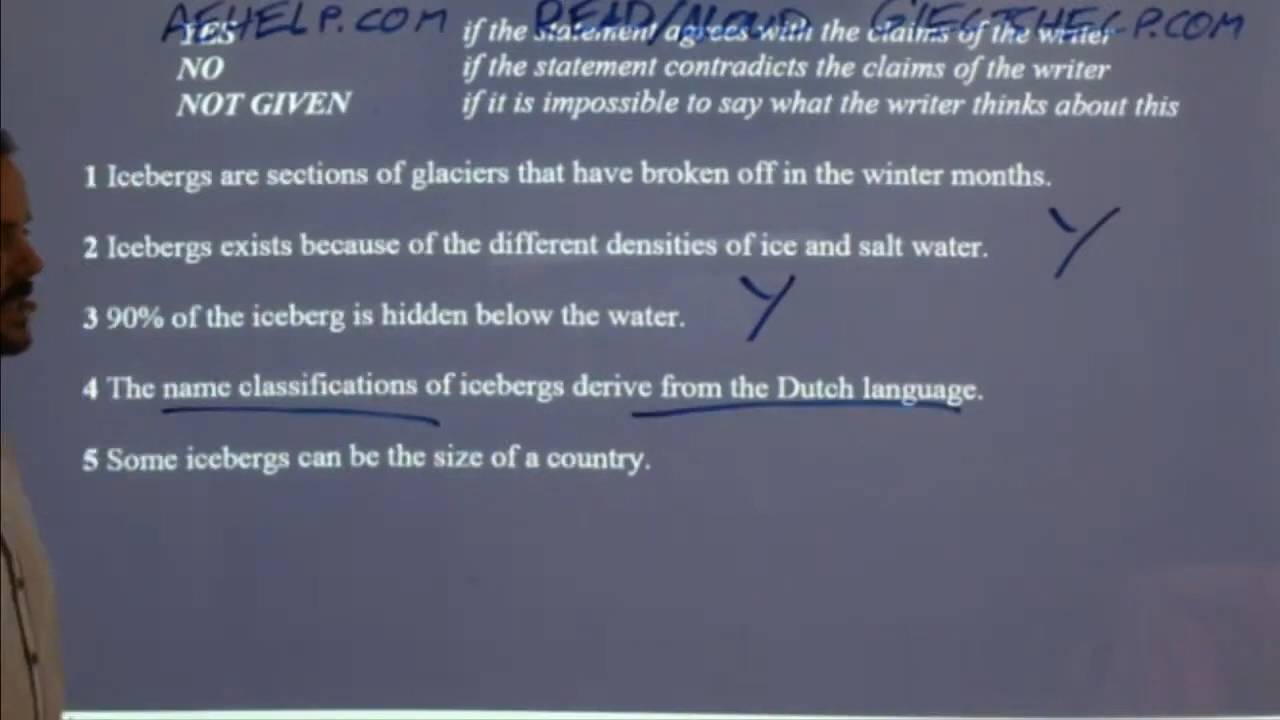 AEHELP.COM READ/ALOUD GIELTSHELP.COM
YES if the statement agrees with the claims of the writer
NO if the statement contradicts the claims of the writer
NOT GIVEN if it is impossible to say what the writer thinks about this
1 Icebergs are sections of glaciers that have broken off in the winter months.
2 Icebergs exists because of the different densities of ice and salt water. Y
3 90% of the iceberg is hidden below the water. Y
4 The name classifications of icebergs derive from the Dutch language.
5 Some icebergs can be the size of a country.